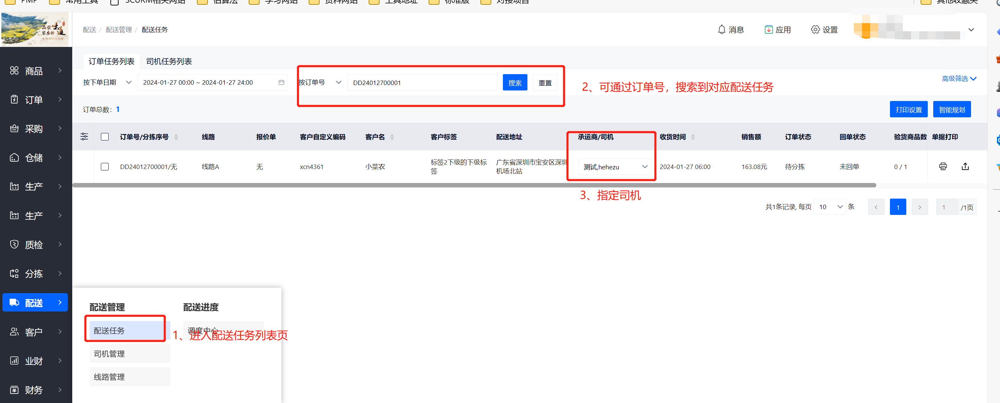 PMP 常用工具 SCURM相关网站 估算法 学习网站 资料网站 工具地址 标准版 对接项目 其他收藏夹
品尝味道
家乡的
配送 / 配送管理 / 配送任务
消息 应用 设置
订单任务列表 司机任务列表
按下单日期 2024-01-27 00:00 ~ 2024-01-27 24:00 按订单号 DD24012700001 搜索 重置
2、可通过订单号，搜索到对应配送任务
高级筛选
订单总数：1
打印设置 智能规划
订单号/分拣序号 线路 报价单 客户自定义编码 客户名 客户标签 配送地址 承运商/司机 收货时间 销售额 订单状态 回单状态 验货商品数 单据打印
DD24012700001/无 线路A 无 xcn4361 小菜农 标签2下级的下级标签 广东省深圳市宝安区深圳机场北站 测试,hehezu 2024-01-27 06:00 163.08元 待分拣 未回单 0 / 1
3、指定司机
共1条记录, 每页 10 条 1 1 /1页
商品
订单
采购
仓储
生产
生产
质检
分拣
配送
客户
业财
财务
配送管理 配送进度
配送任务 调度中心
1、进入配送任务列表页
司机管理
线路管理